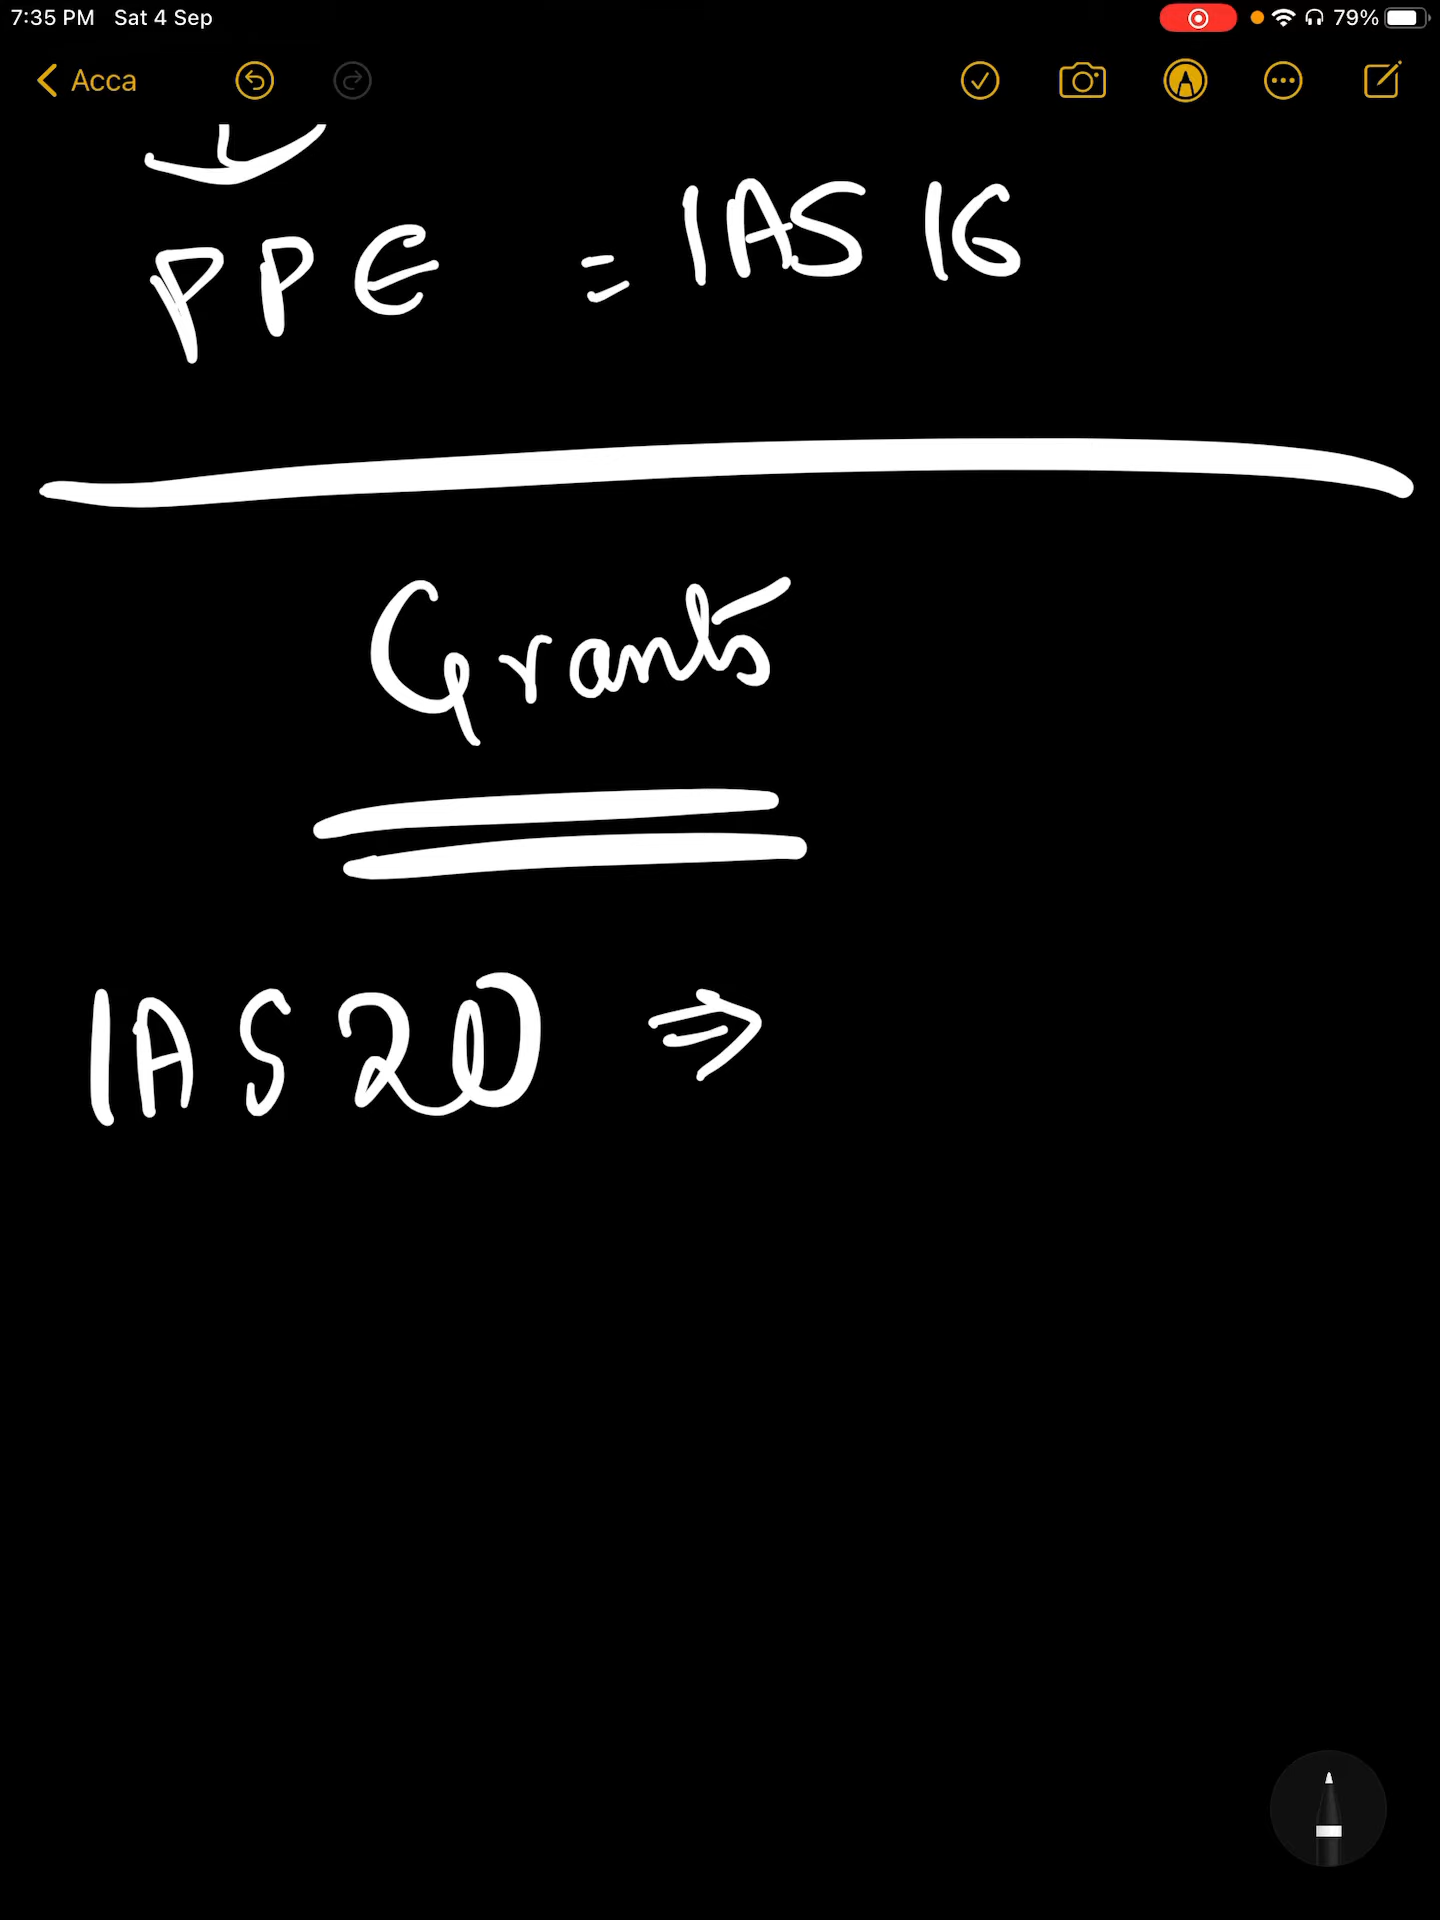 7:35 PM Sat 4 Sep 79%
Acca
PPE = IAS 16
Grants
IAS 20 ⇒